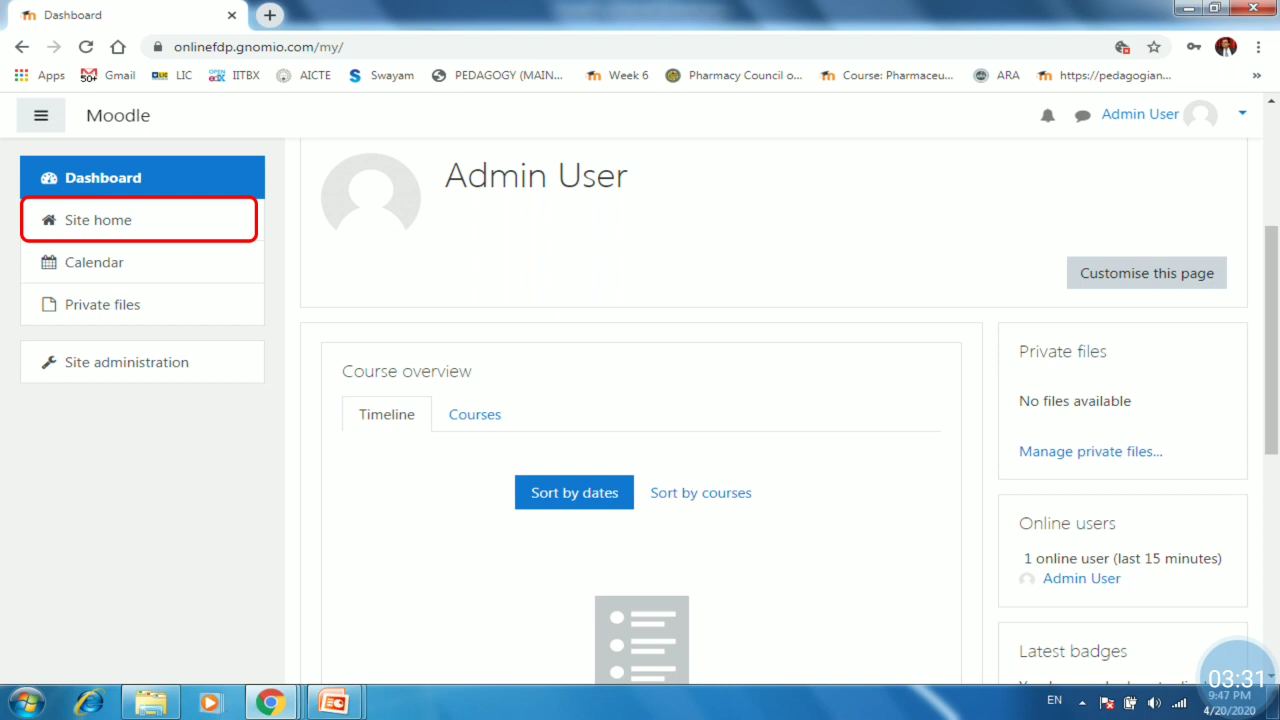 Dashboard
onlinefdp.gnomio.com/my/
Apps
50+ Gmail
LIC
OPEN edX IITBX
AICTE
S Swayam
PEDAGOGY (MAIN...
Week 6
Pharmacy Council o...
Course: Pharmaceu...
ARA
https://pedagogian...
»
Moodle
Admin User
Dashboard
Site home
Calendar
Private files
Site administration
Admin User
Customise this page
Course overview
Timeline
Courses
Sort by dates
Sort by courses
Private files
No files available
Manage private files...
Online users
1 online user (last 15 minutes)
Admin User
Latest badges
03:31
EN
9:47 PM
4/20/2020